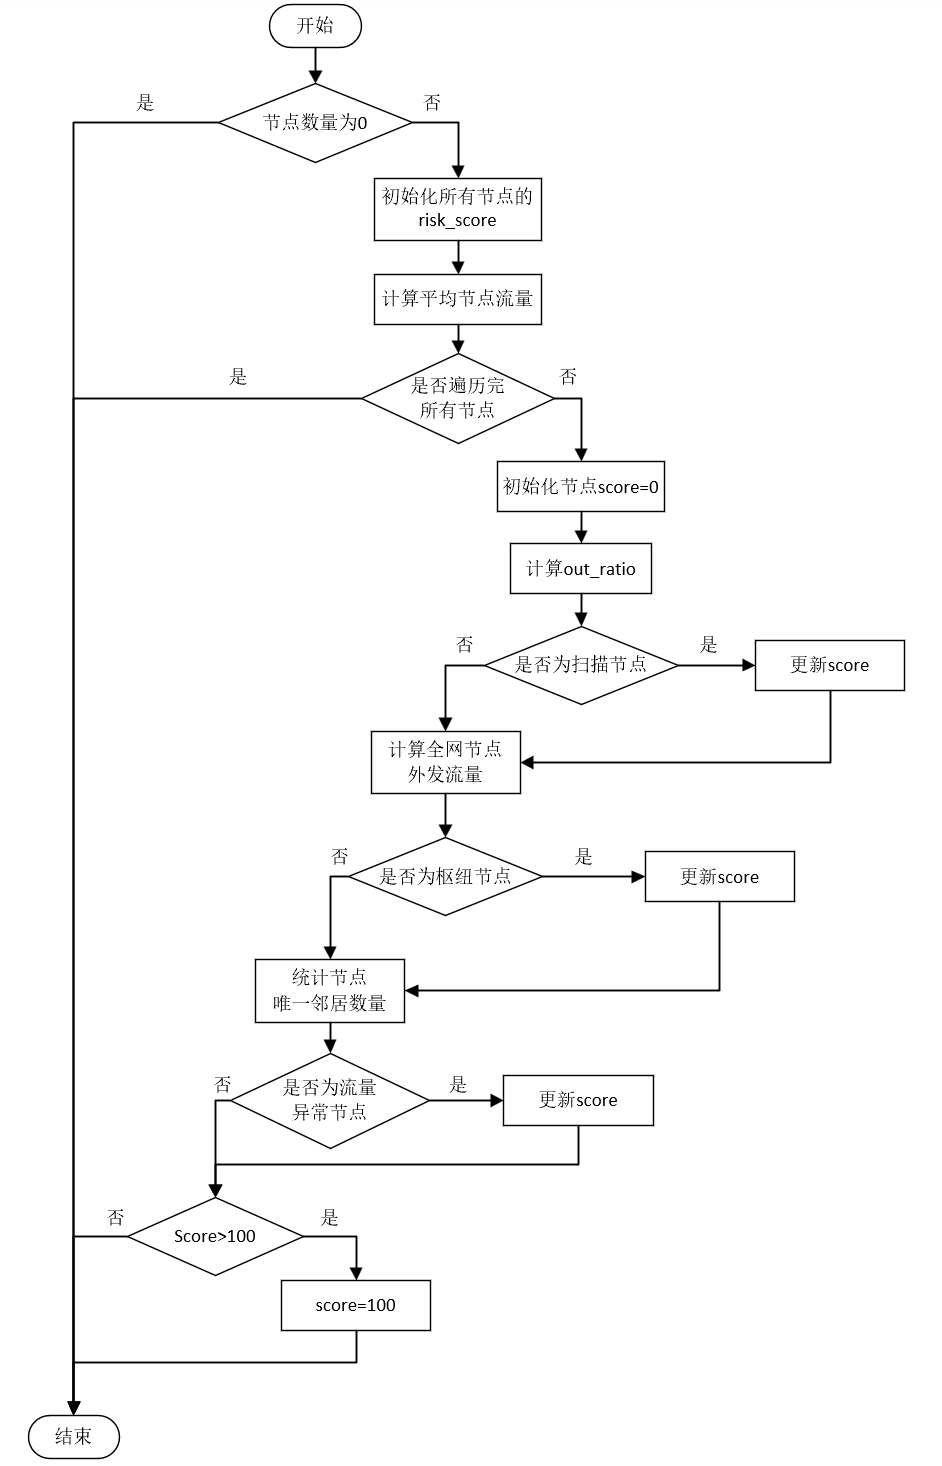 开始
是
否
节点数量为0
初始化所有节点的
risk_score
计算平均节点流量
是
否
是否遍历完
所有节点
初始化节点score=0
计算out_ratio
否
是
是否为扫描节点
更新score
计算全网节点
外发流量
否
是
是否为枢纽节点
更新score
统计节点
唯一邻居数量
否
是
是否为流量
异常节点
更新score
否
是
Score>100
score=100
结束